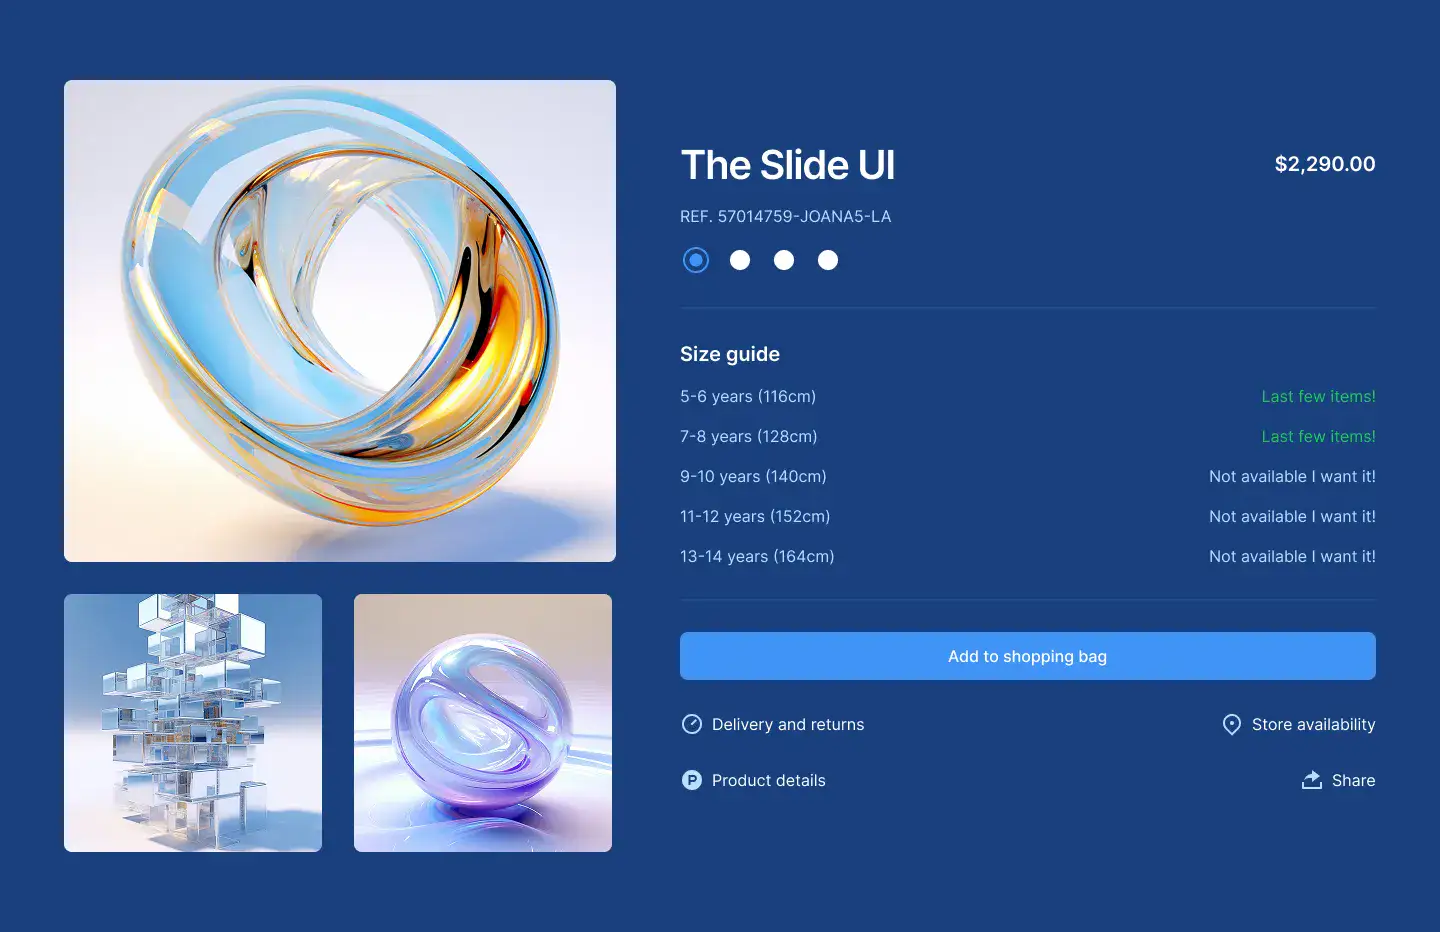 The Slide UI
$2,290.00
REF. 57014759-JOANA5-LA
Size guide
5-6 years (116cm)
Last few items!
7-8 years (128cm)
Last few items!
9-10 years (140cm)
Not available I want it!
11-12 years (152cm)
Not available I want it!
13-14 years (164cm)
Not available I want it!
Add to shopping bag
Delivery and returns
Store availability
P Product details
Share